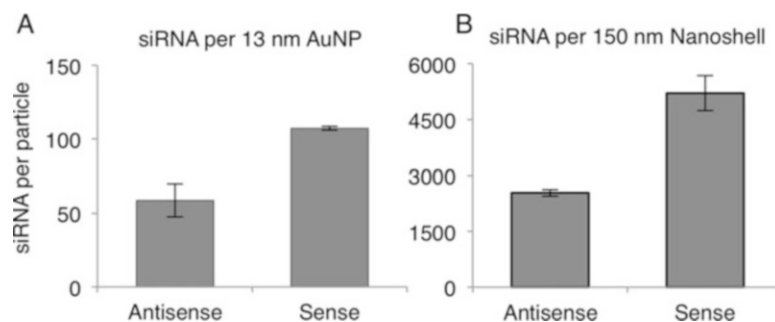 A
siRNA per 13 nm AuNP
siRNA per particle
150
100
50
0
Antisense Sense
B
siRNA per 150 nm Nanoshell
6000
4500
3000
1500
0
Antisense Sense